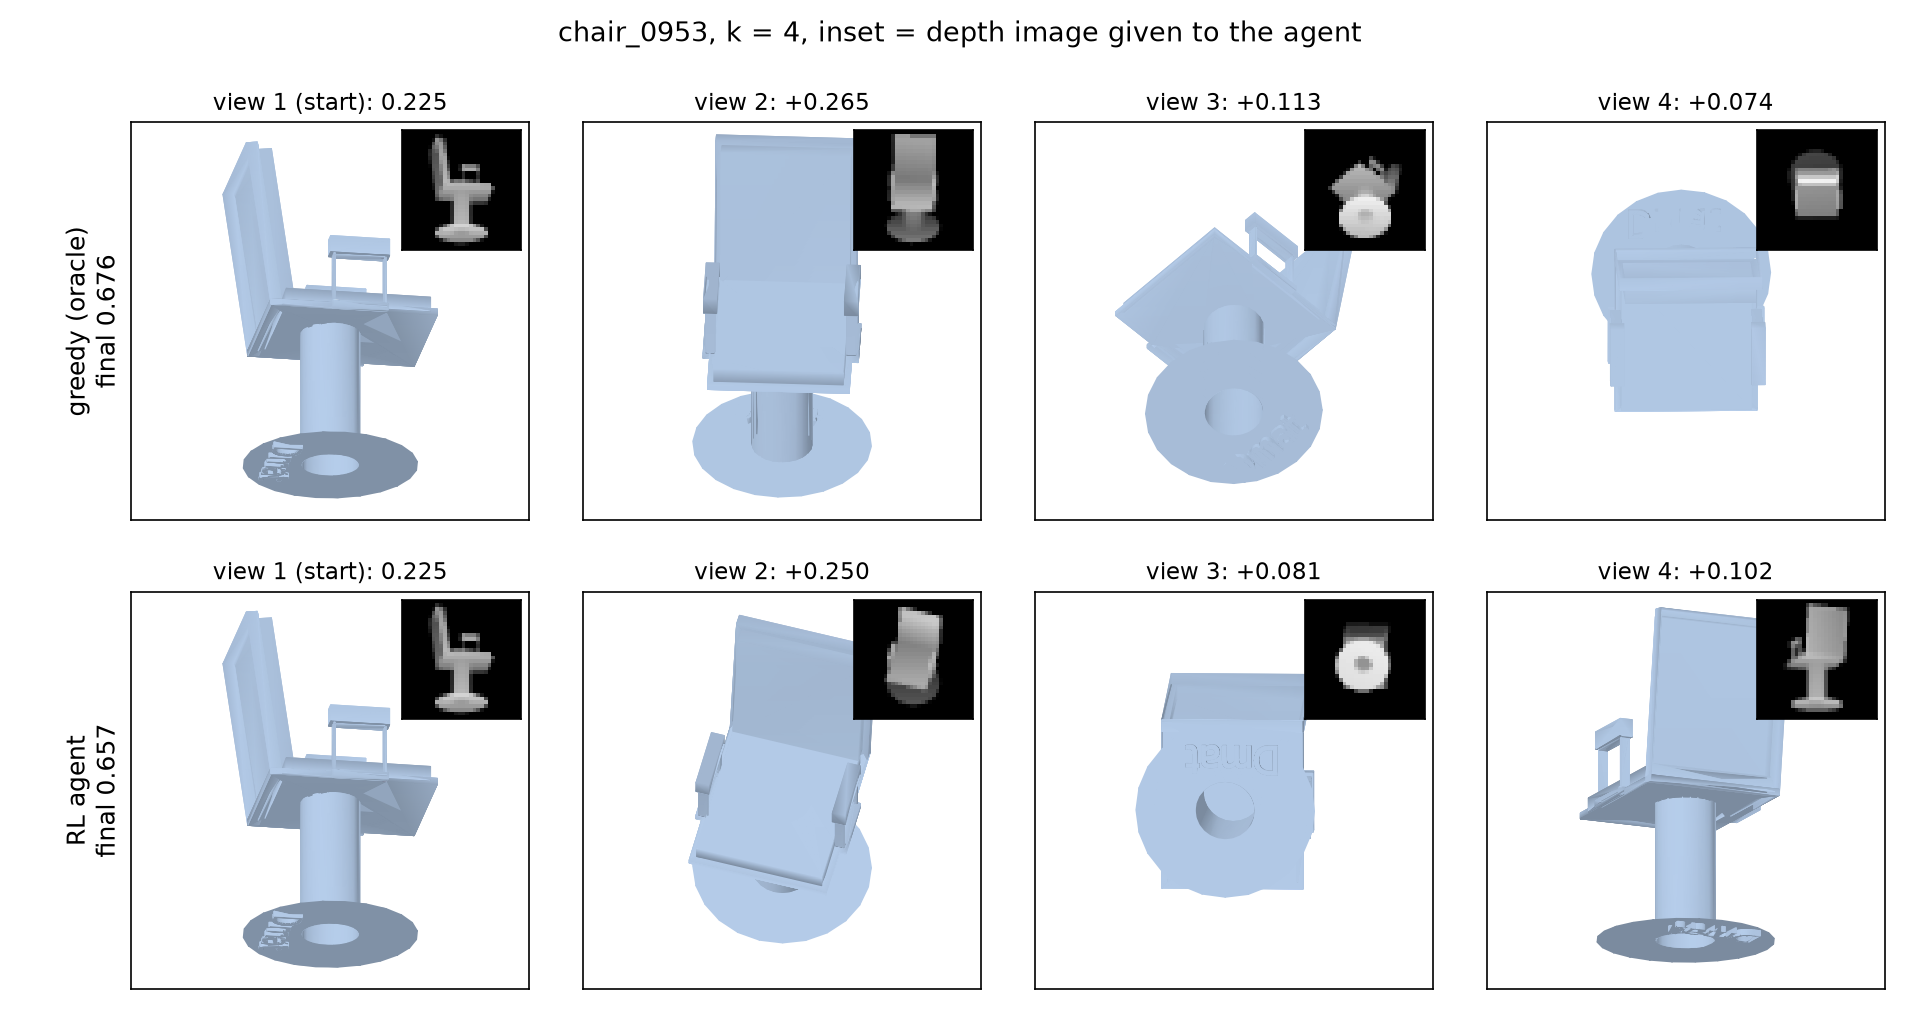 chair_0953, k = 4, inset = depth image given to the agent
view 1 (start): 0.225
view 2: +0.265
view 3: +0.113
view 4: +0.074
greedy (oracle)
final 0.676
view 1 (start): 0.225
view 2: +0.250
view 3: +0.081
view 4: +0.102
RL agent
final 0.657